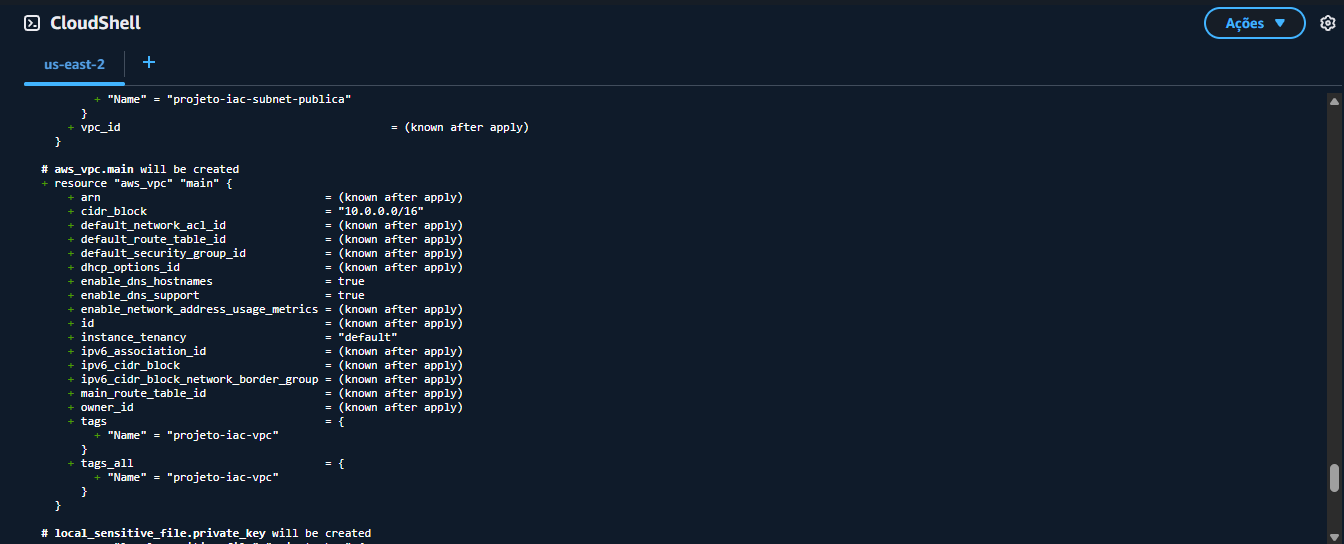 CloudShell
Ações
us-east-2
+
+ "Name" = "projeto-iac-subnet-publica"
}
+ vpc_id = (known after apply)
}
# aws_vpc.main will be created
+ resource "aws_vpc" "main" {
+ arn = (known after apply)
+ cidr_block = "10.0.0.0/16"
+ default_network_acl_id = (known after apply)
+ default_route_table_id = (known after apply)
+ default_security_group_id = (known after apply)
+ dhcp_options_id = (known after apply)
+ enable_dns_hostnames = true
+ enable_dns_support = true
+ enable_network_address_usage_metrics = (known after apply)
+ id = (known after apply)
+ instance_tenancy = "default"
+ ipv6_association_id = (known after apply)
+ ipv6_cidr_block = (known after apply)
+ ipv6_cidr_block_network_border_group = (known after apply)
+ main_route_table_id = (known after apply)
+ owner_id = (known after apply)
+ tags = {
+ "Name" = "projeto-iac-vpc"
}
+ tags_all = {
+ "Name" = "projeto-iac-vpc"
}
}
# local_sensitive_file.private_key will be created